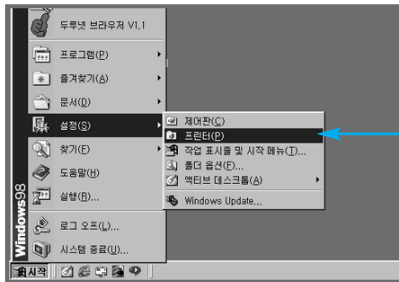 두루넷 브라우저 V1.1
프로그램(P)
즐겨찾기(A)
문서(D)
설정(S)
찾기(F)
도움말(H)
실행(R)...
로그 오프(L)...
시스템 종료(U)...
제어판(C)
프린터(P)
작업 표시줄 및 시작 메뉴(T)...
폴더 옵션(F)...
액티브 데스크톱(A)
Windows Update...
Windows98
시작